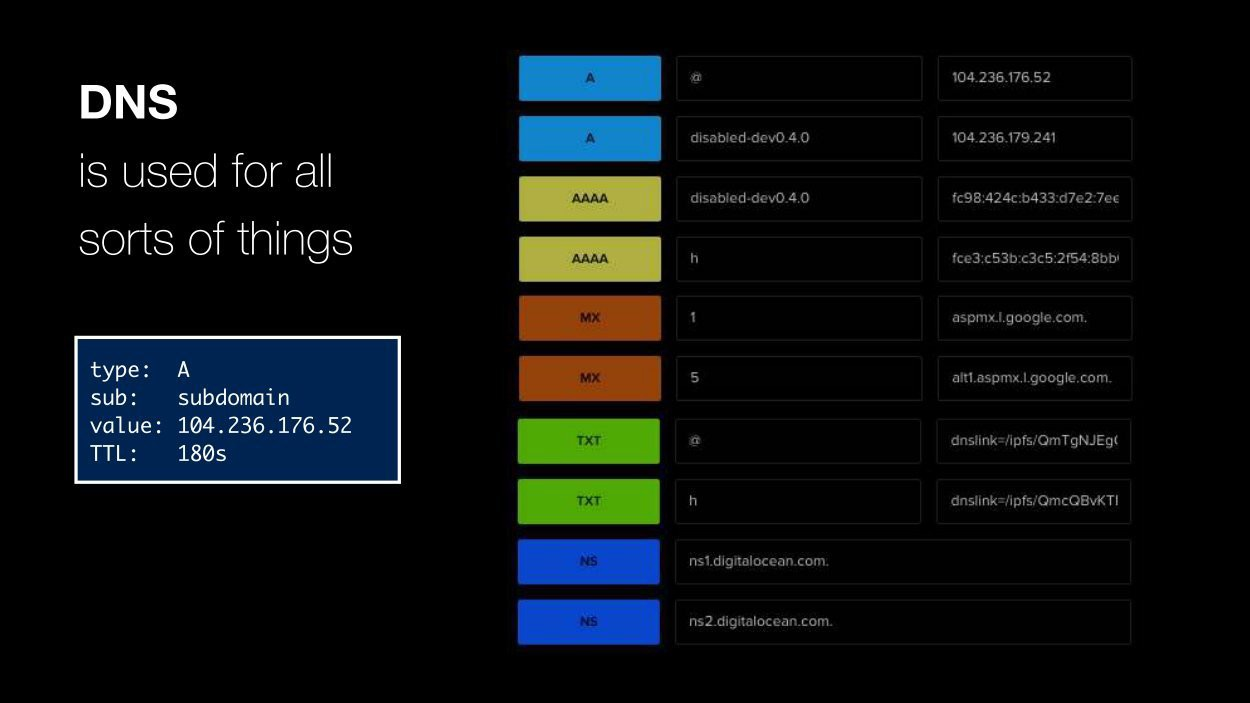 DNS
is used for all
sorts of things
type: A
sub: subdomain
value: 104.236.176.52
TTL: 180s
A @ 104.236.176.52
A disabled-dev0.4.0 104.236.179.241
AAAA disabled-dev0.4.0 fc98:424c:b433:d7e2:7ee
AAAA h fce3:c53b:c3c5:2f54:8bb
MX 1 aspmx.l.google.com.
MX 5 alt1.aspmx.l.google.com.
TXT @ dnslink=/ipfs/QmTgNJEg
TXT h dnslink=/ipfs/QmcQBvKT
NS ns1.digitalocean.com.
NS ns2.digitalocean.com.